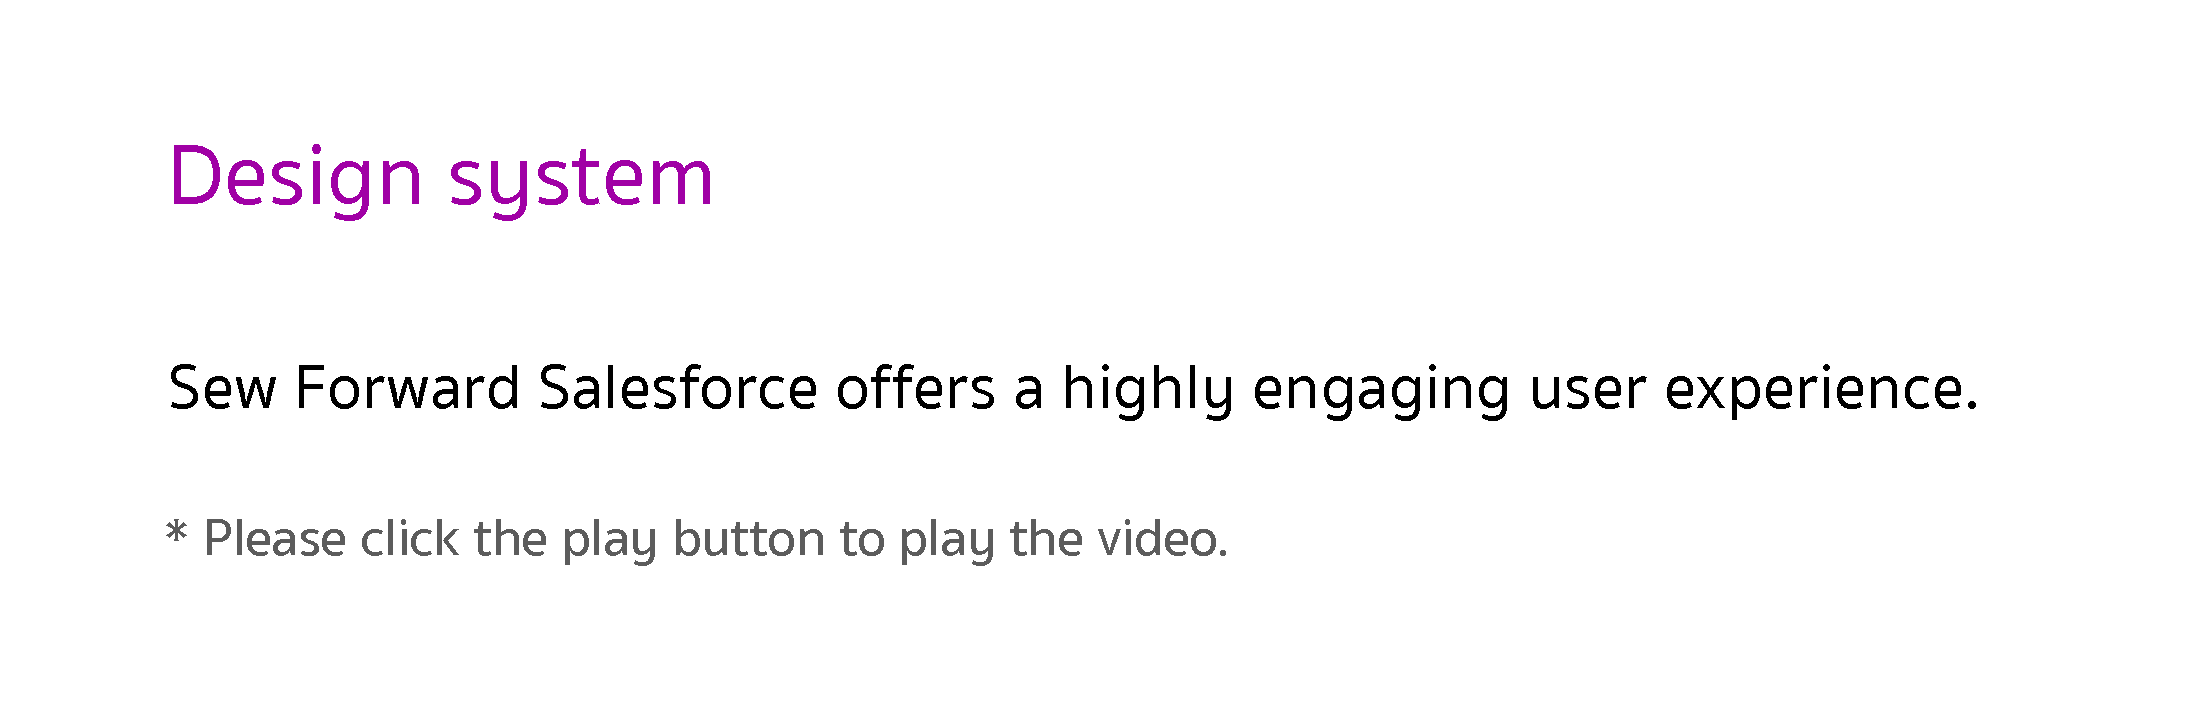 Design system
Sew Forward Salesforce offers a highly engaging user experience.
* Please click the play button to play the video.